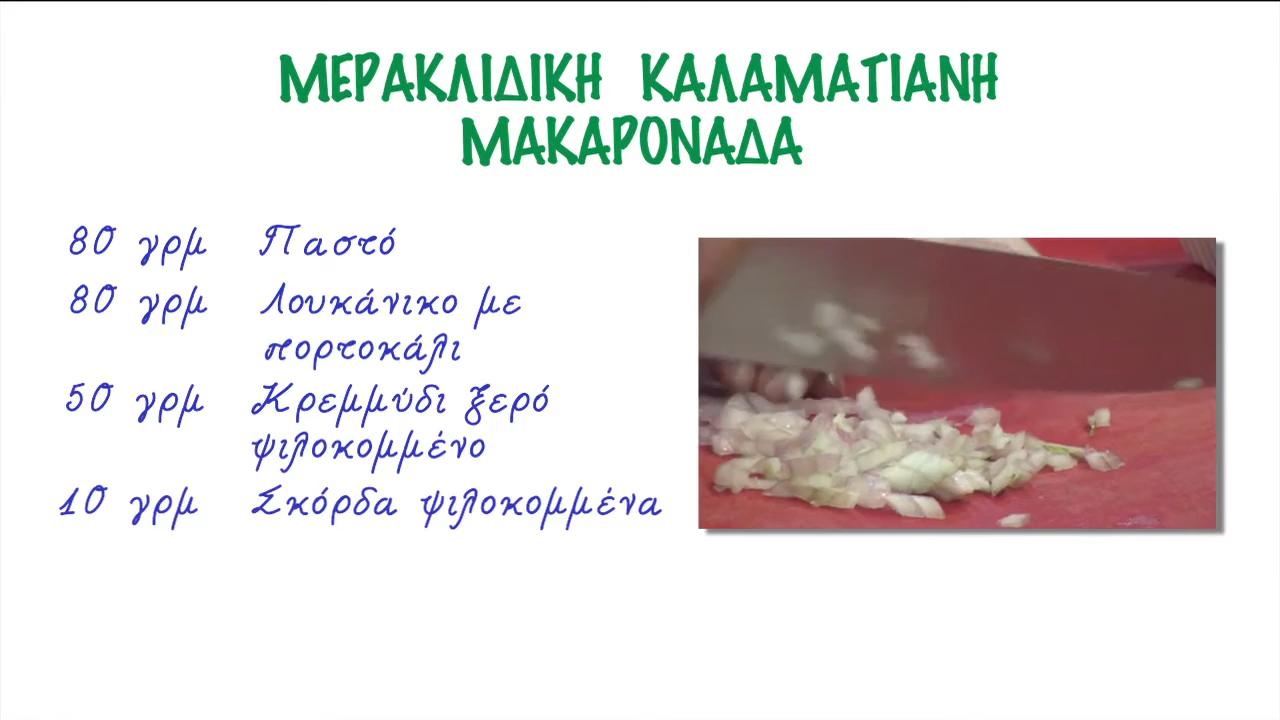 ΜΕΡΑΚΛΙΔΙΚΗ ΚΑΛΑΜΑΤΙΑΝΗ
ΜΑΚΑΡΟΝΑΔΑ
80 γρμ Παστό
80 γρμ Λουκάνικο με
πορτοκάλι
50 γρμ Κρεμμύδι ξερό
ψιλοκομμένο
10 γρμ Σκόρδα ψιλοκομμένα